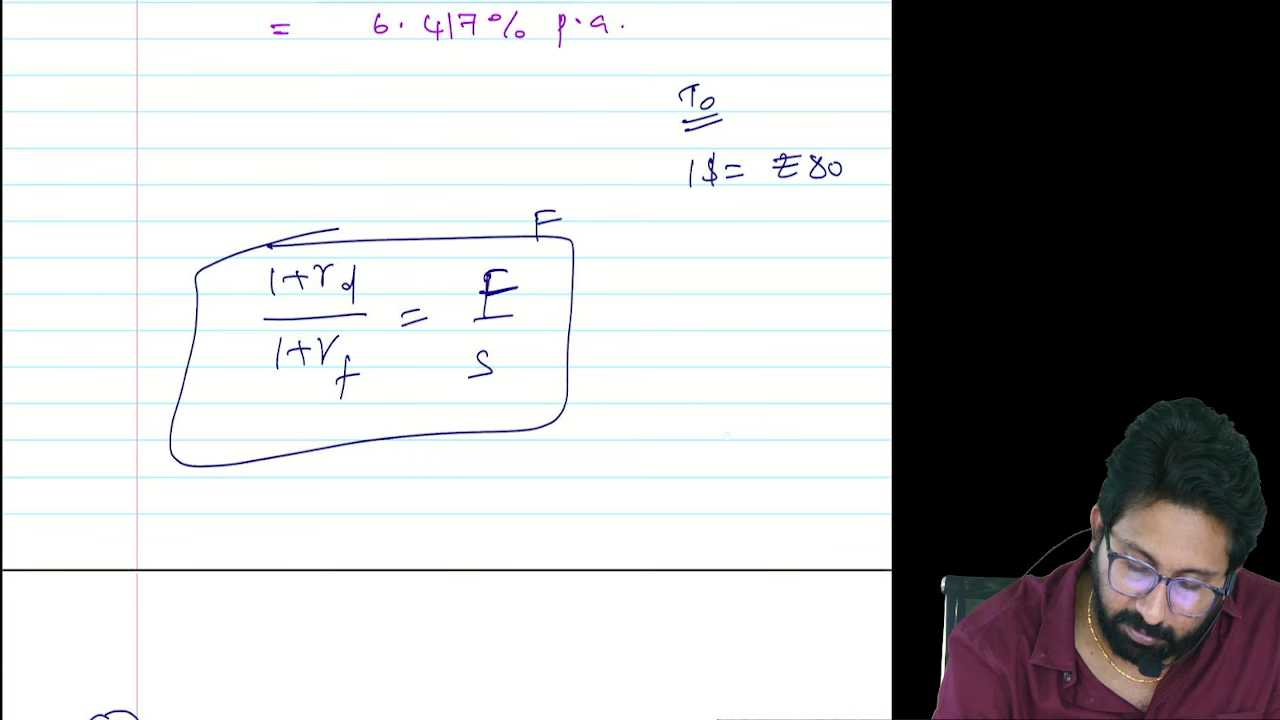 = 6.417% p.a.
T0
1$ = ₹80
F
1+rd = F
1+rf S